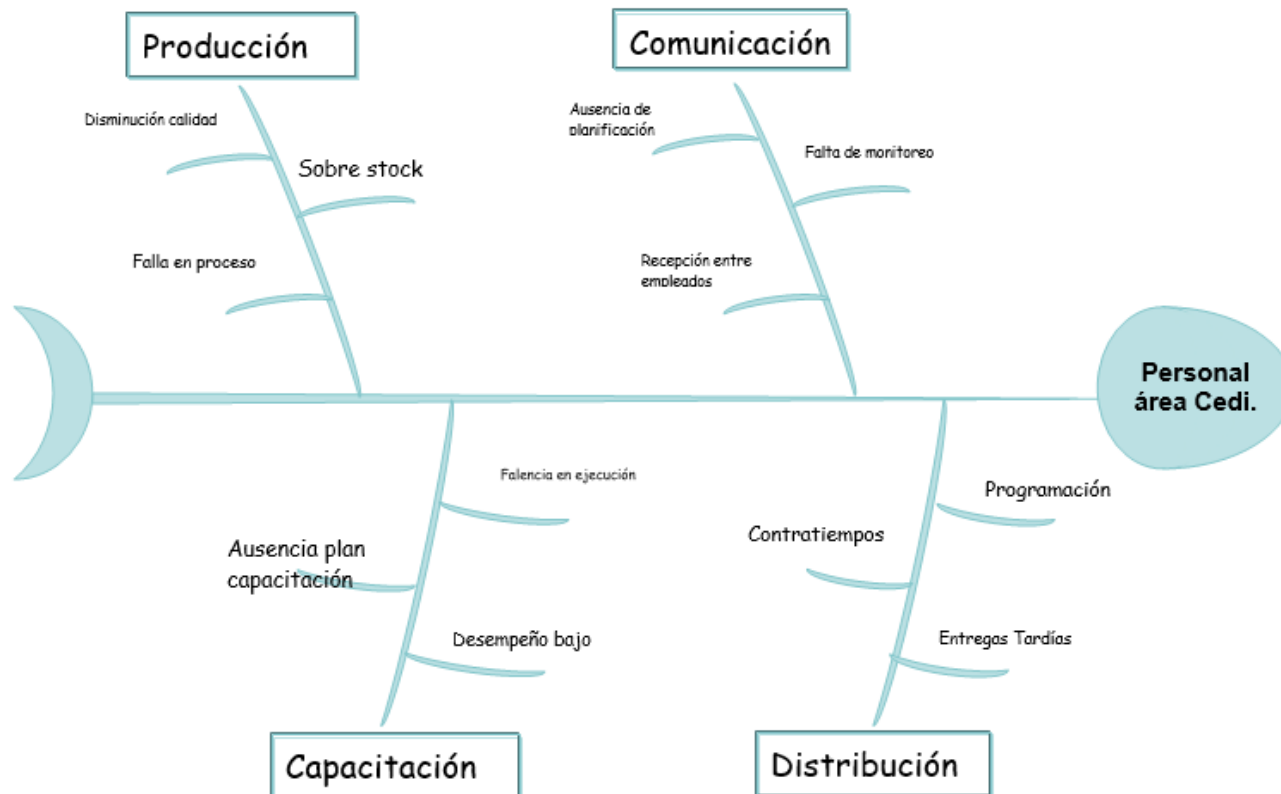 Producción
Comunicación
Disminución calidad
Sobre stock
Falla en proceso
Ausencia de
planificación
Falta de monitoreo
Recepción entre
empleados
Personal
área Cedi.
Falencia en ejecución
Ausencia plan
capacitación
Desempeño bajo
Programación
Contratiempos
Entregas Tardías
Capacitación
Distribución